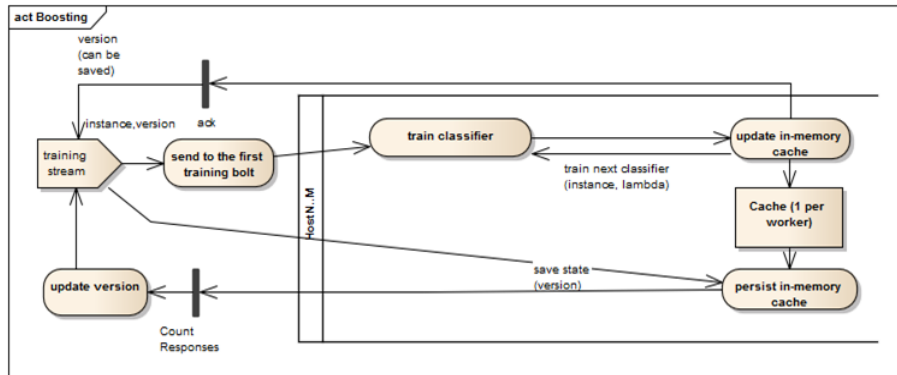 act Boosting
version
(can be
saved)
instance,version
ack
training
stream
send to the first
training bolt
train classifier
update in-memory
cache
train next classifier
(instance, lambda)
HostN..M
Cache (1 per
worker)
save state
(version)
update version
persist in-memory
cache
Count
Responses